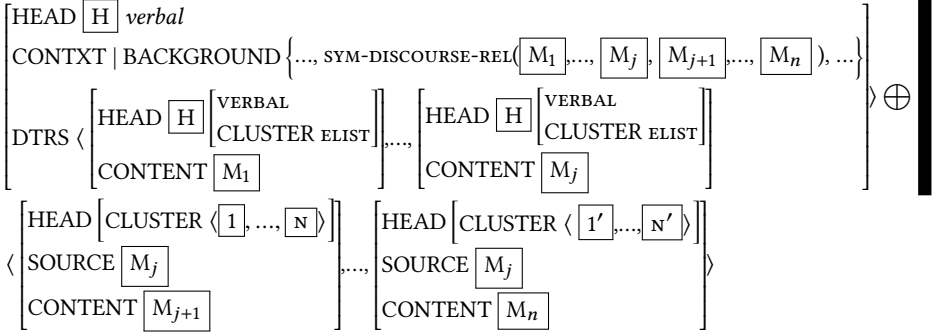 HEAD H verbal
CONTXT | BACKGROUND {..., SYM-DISCOURSE-REL( M1 ,..., Mj , Mj+1 ,..., Mn ), ...}
DTRS ⟨ [HEAD H [VERBAL CLUSTER ELIST] CONTENT M1 ],..., [HEAD H [VERBAL CLUSTER ELIST] CONTENT Mj ] ⟩ ⊕
⟨ [HEAD [CLUSTER ⟨ 1 , ..., N ⟩] SOURCE Mj CONTENT Mj+1 ],..., [HEAD [CLUSTER ⟨ 1′ ,..., N′ ⟩] SOURCE Mj CONTENT Mn ] ⟩